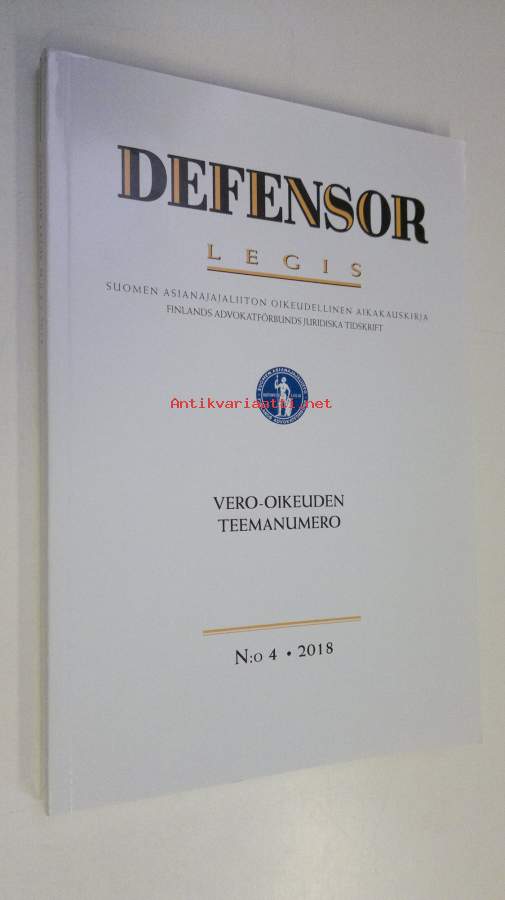 DEFENSOR
LEGIS
SUOMEN ASIANAJAJALIITON OIKEUDELLINEN AIKAKAUSKIRJA
FINLANDS ADVOKATFÖRBUNDS JURIDISKA TIDSKRIFT
Antikvariaatti.net
VERO-OIKEUDEN
TEEMANUMERO
N:o 4 • 2018